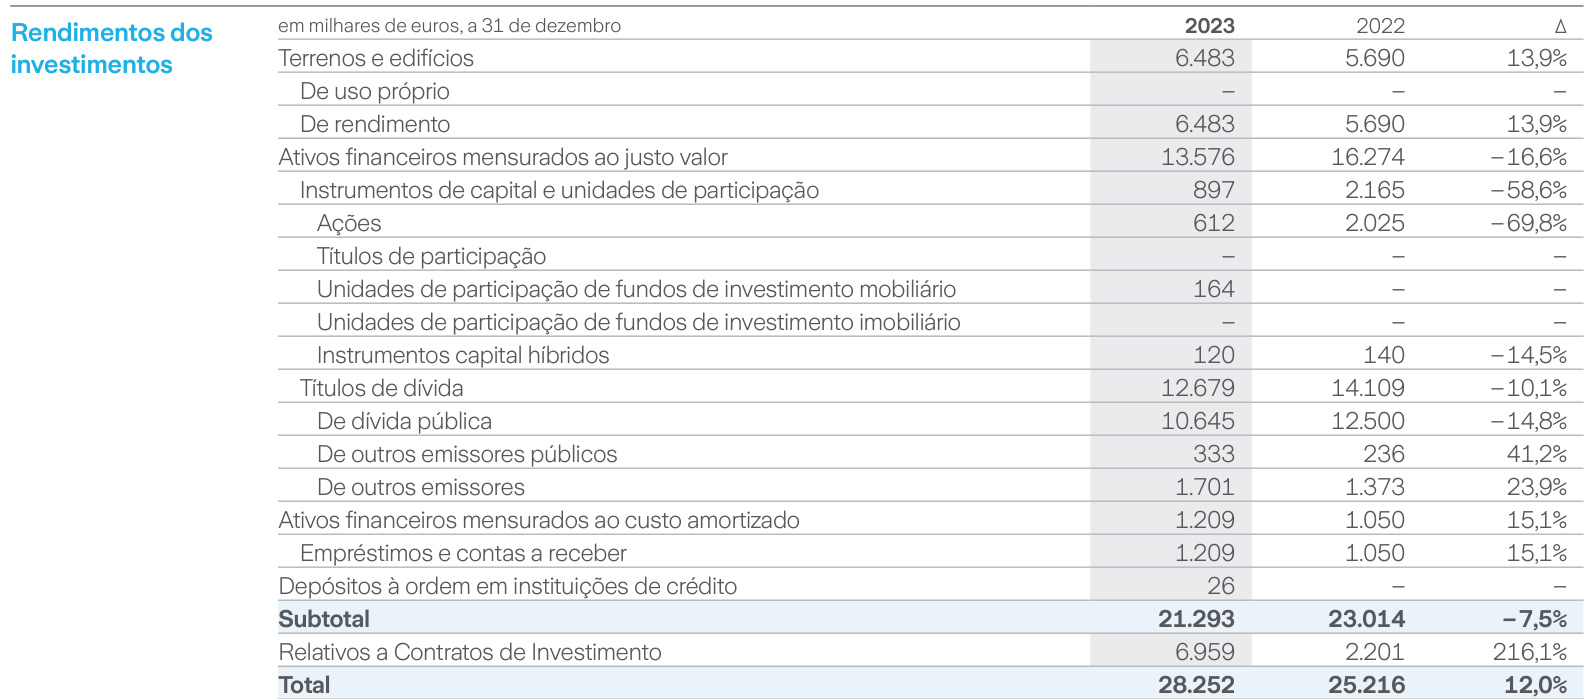 Rendimentos dos
investimentos
em milhares de euros, a 31 de dezembro 2023 2022 Δ
Terrenos e edifícios 6.483 5.690 13,9%
De uso próprio – – –
De rendimento 6.483 5.690 13,9%
Ativos financeiros mensurados ao justo valor 13.576 16.274 –16,6%
Instrumentos de capital e unidades de participação 897 2.165 –58,6%
Ações 612 2.025 –69,8%
Títulos de participação – – –
Unidades de participação de fundos de investimento mobiliário 164 – –
Unidades de participação de fundos de investimento imobiliário – – –
Instrumentos capital híbridos 120 140 –14,5%
Títulos de dívida 12.679 14.109 –10,1%
De dívida pública 10.645 12.500 –14,8%
De outros emissores públicos 333 236 41,2%
De outros emissores 1.701 1.373 23,9%
Ativos financeiros mensurados ao custo amortizado 1.209 1.050 15,1%
Empréstimos e contas a receber 1.209 1.050 15,1%
Depósitos à ordem em instituições de crédito 26 – –
Subtotal 21.293 23.014 –7,5%
Relativos a Contratos de Investimento 6.959 2.201 216,1%
Total 28.252 25.216 12,0%